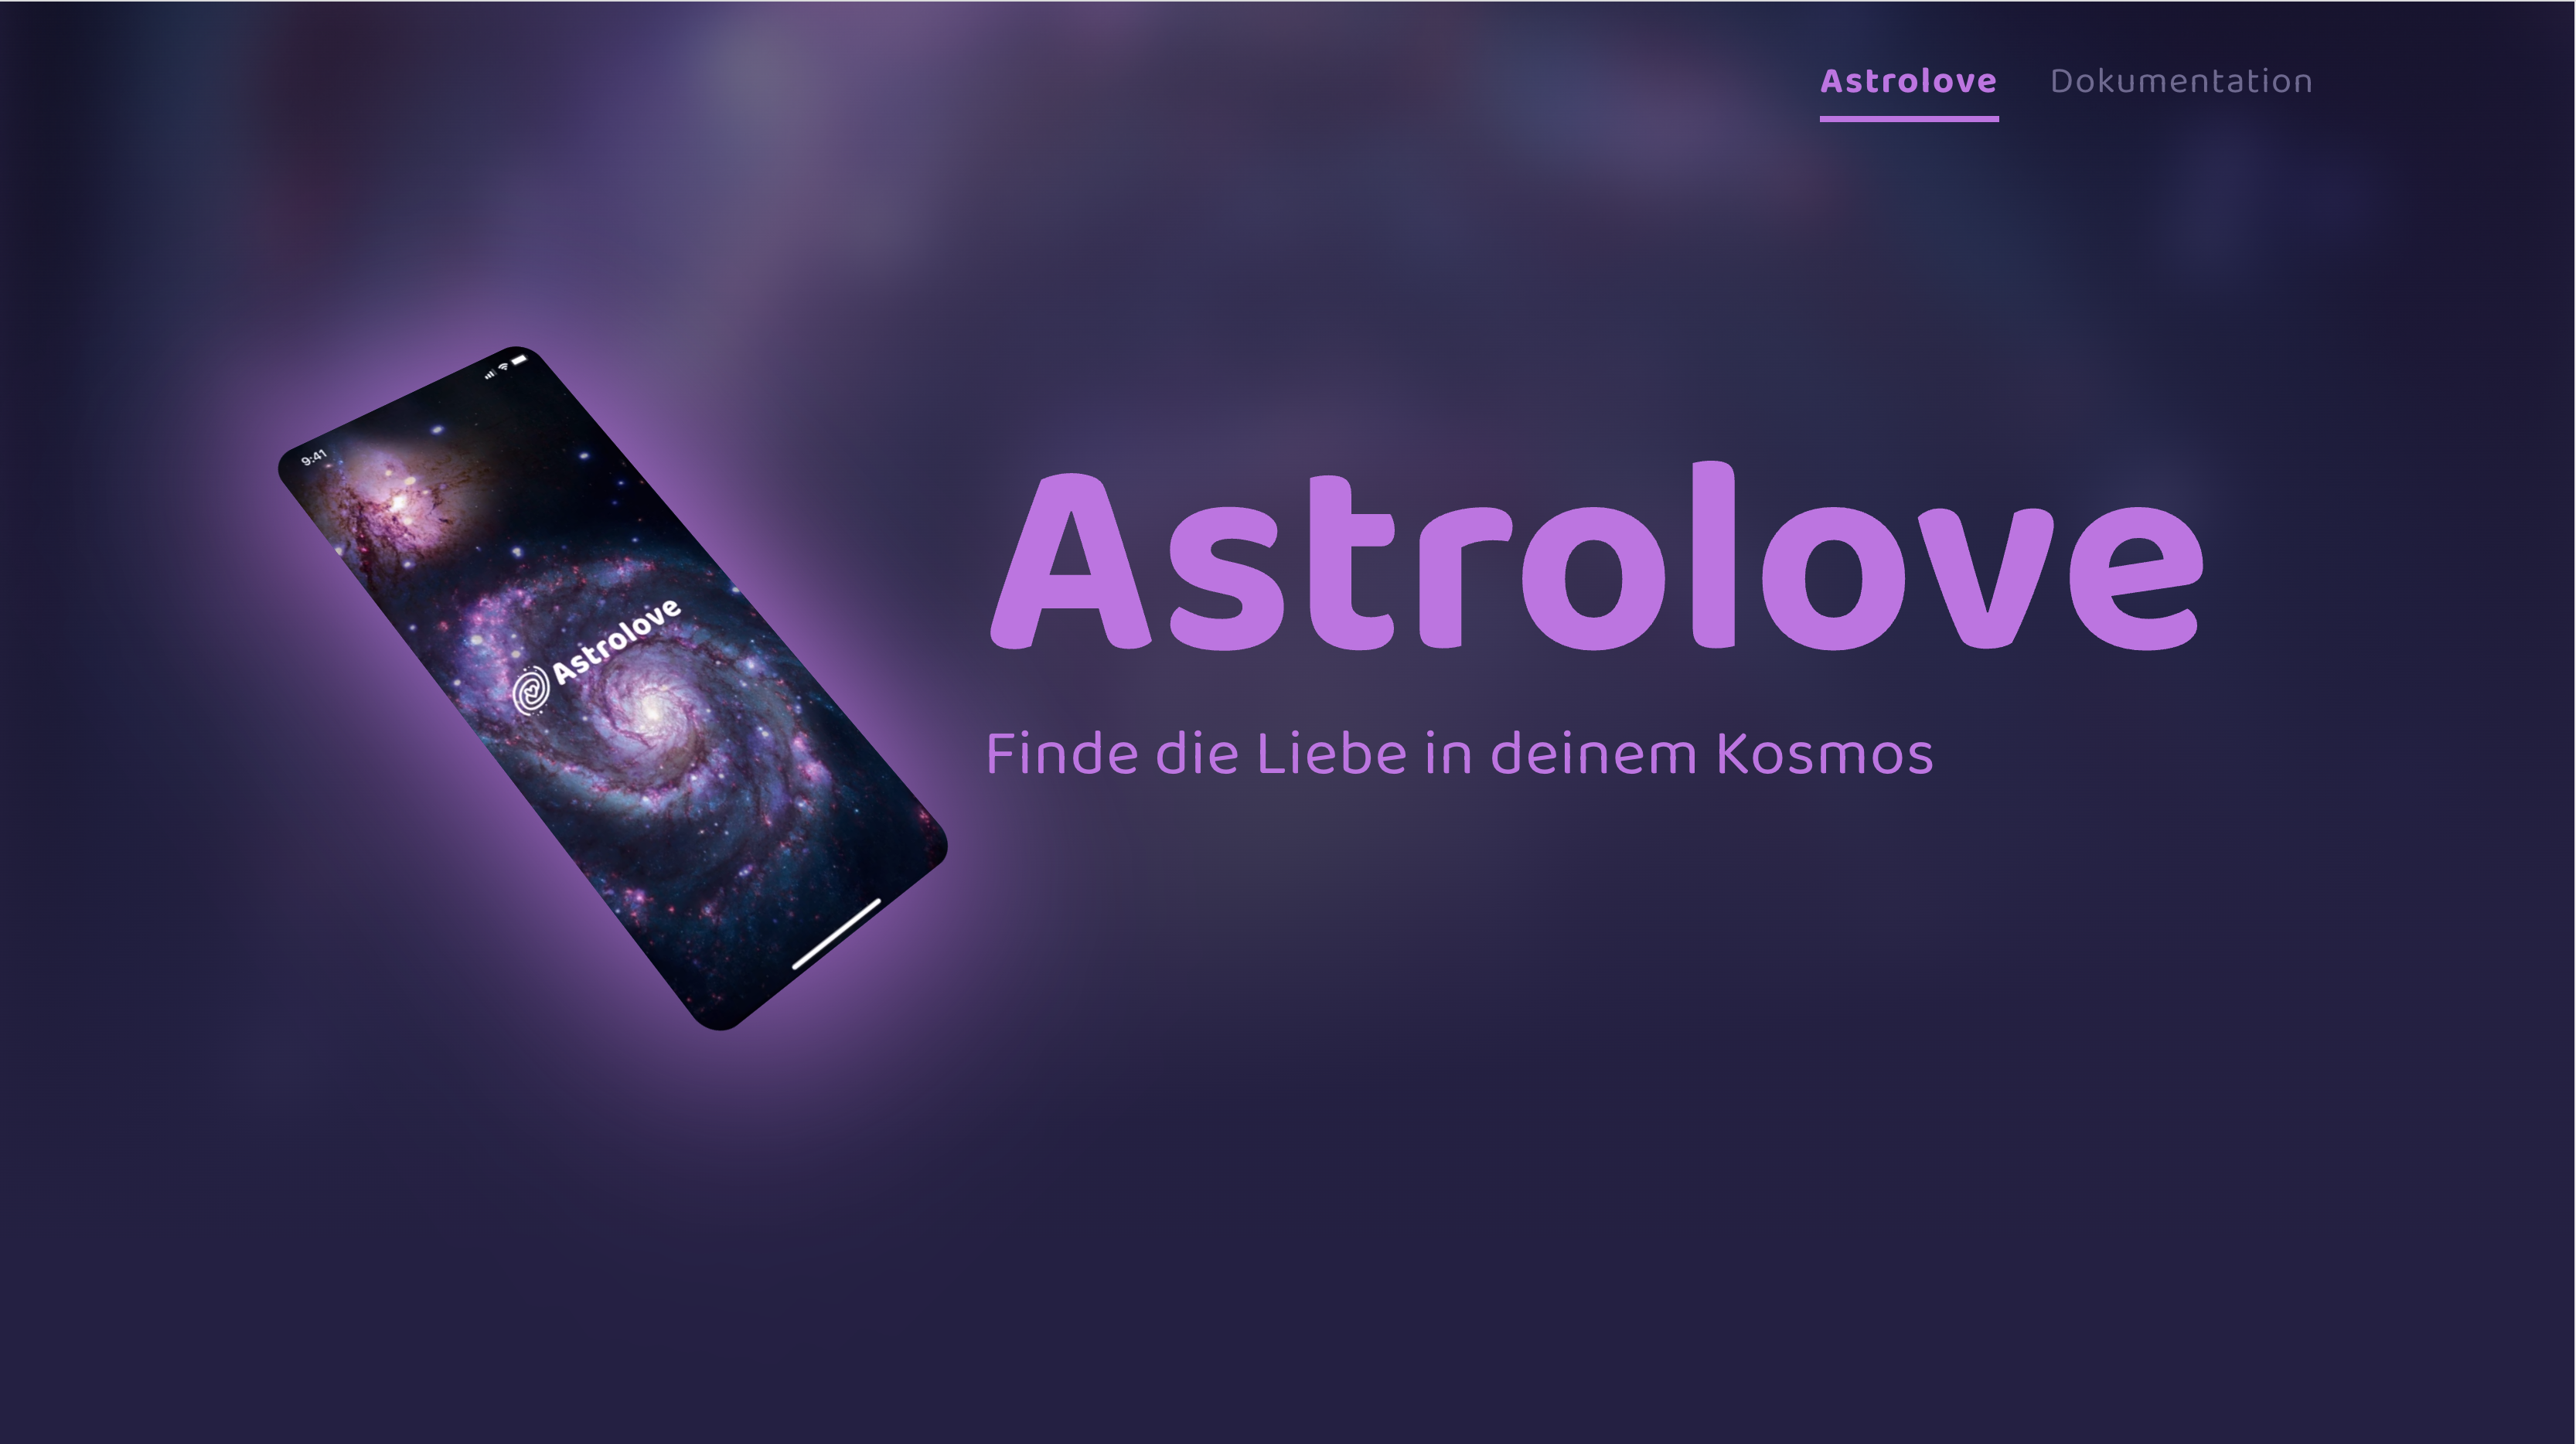 Astrolove Dokumentation
9:41
Astrolove
Astrolove
Finde die Liebe in deinem Kosmos